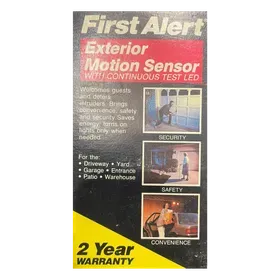 First Alert
Exterior
Motion Sensor
WITH CONTINUOUS TEST LED
Welcomes guests
and deters
intruders. Brings
convenience, safety
and security. Saves
energy, turns on
lights only when
needed.
SECURITY
For the:
• Driveway • Yard
• Garage • Entrance
• Patio • Warehouse
SAFETY
2 Year
WARRANTY
CONVENIENCE